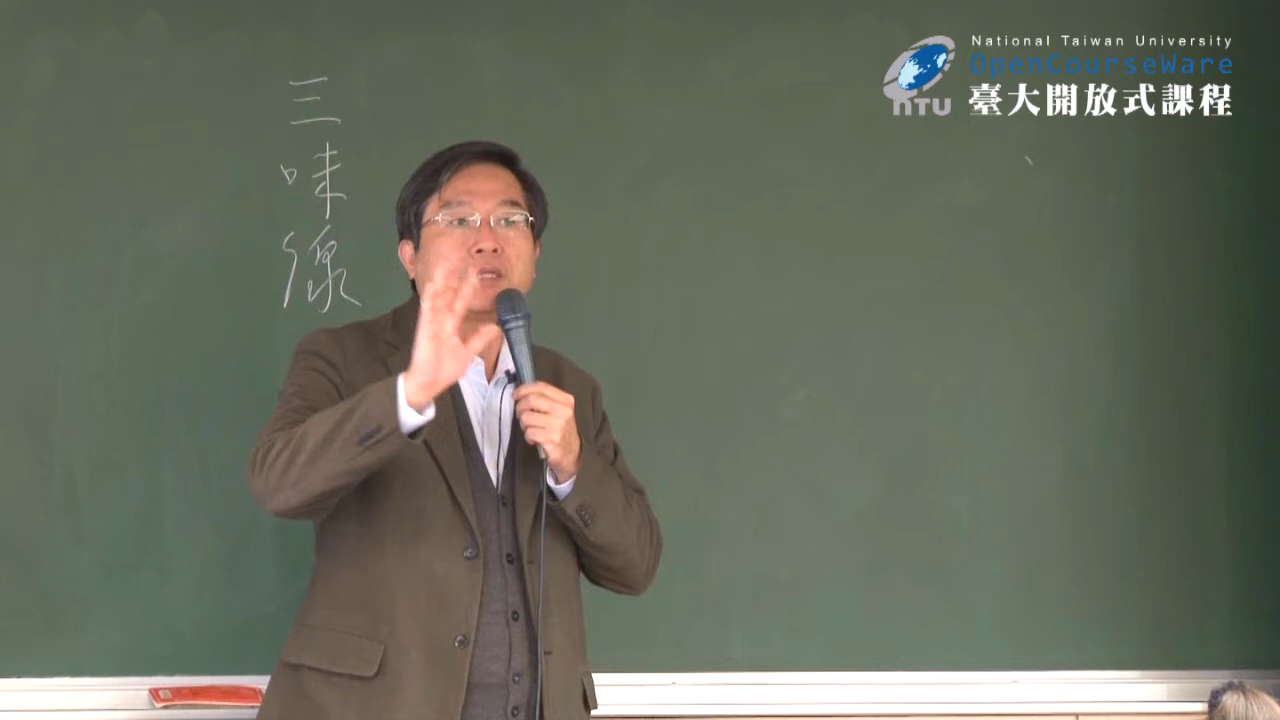 三味線
National Taiwan University
OpenCourseWare
臺大開放式課程
NTU